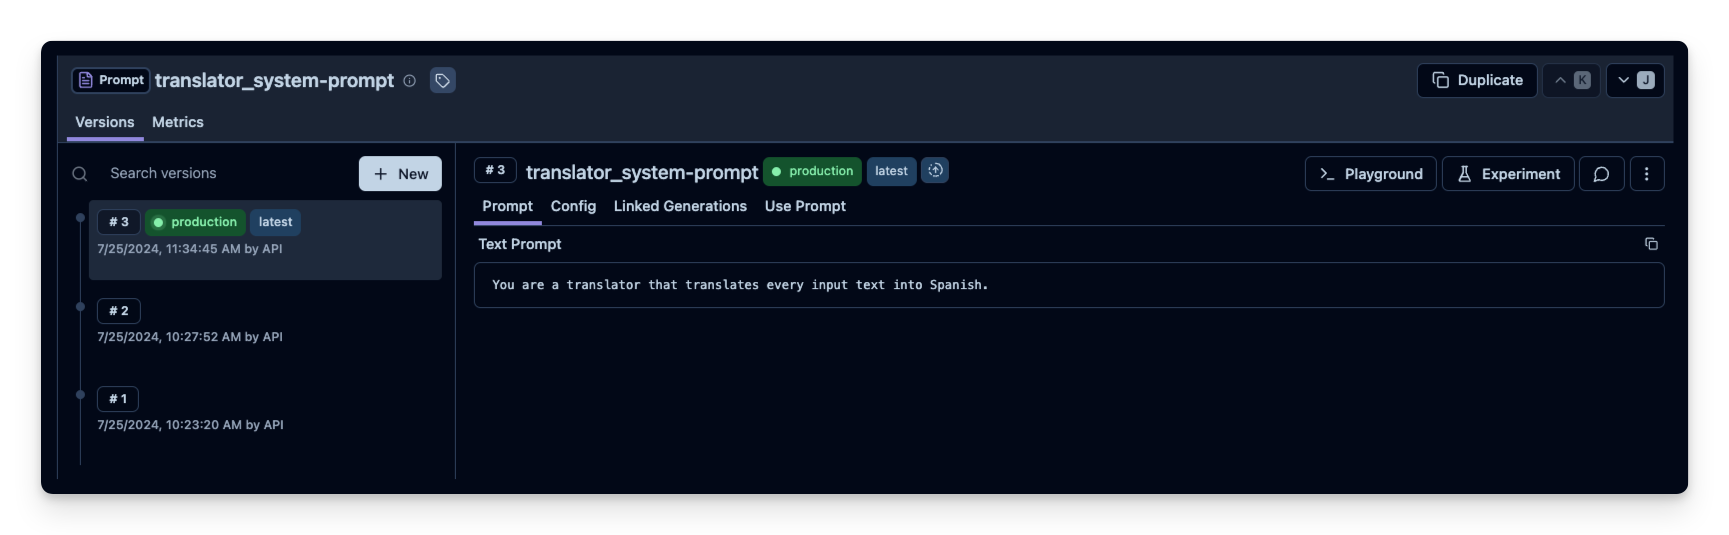 Prompt translator_system-prompt
Duplicate K J
Versions Metrics
Search versions + New
# 3 production latest
7/25/2024, 11:34:45 AM by API
# 2
7/25/2024, 10:27:52 AM by API
# 1
7/25/2024, 10:23:20 AM by API
# 3 translator_system-prompt production latest
Playground Experiment
Prompt Config Linked Generations Use Prompt
Text Prompt
You are a translator that translates every input text into Spanish.